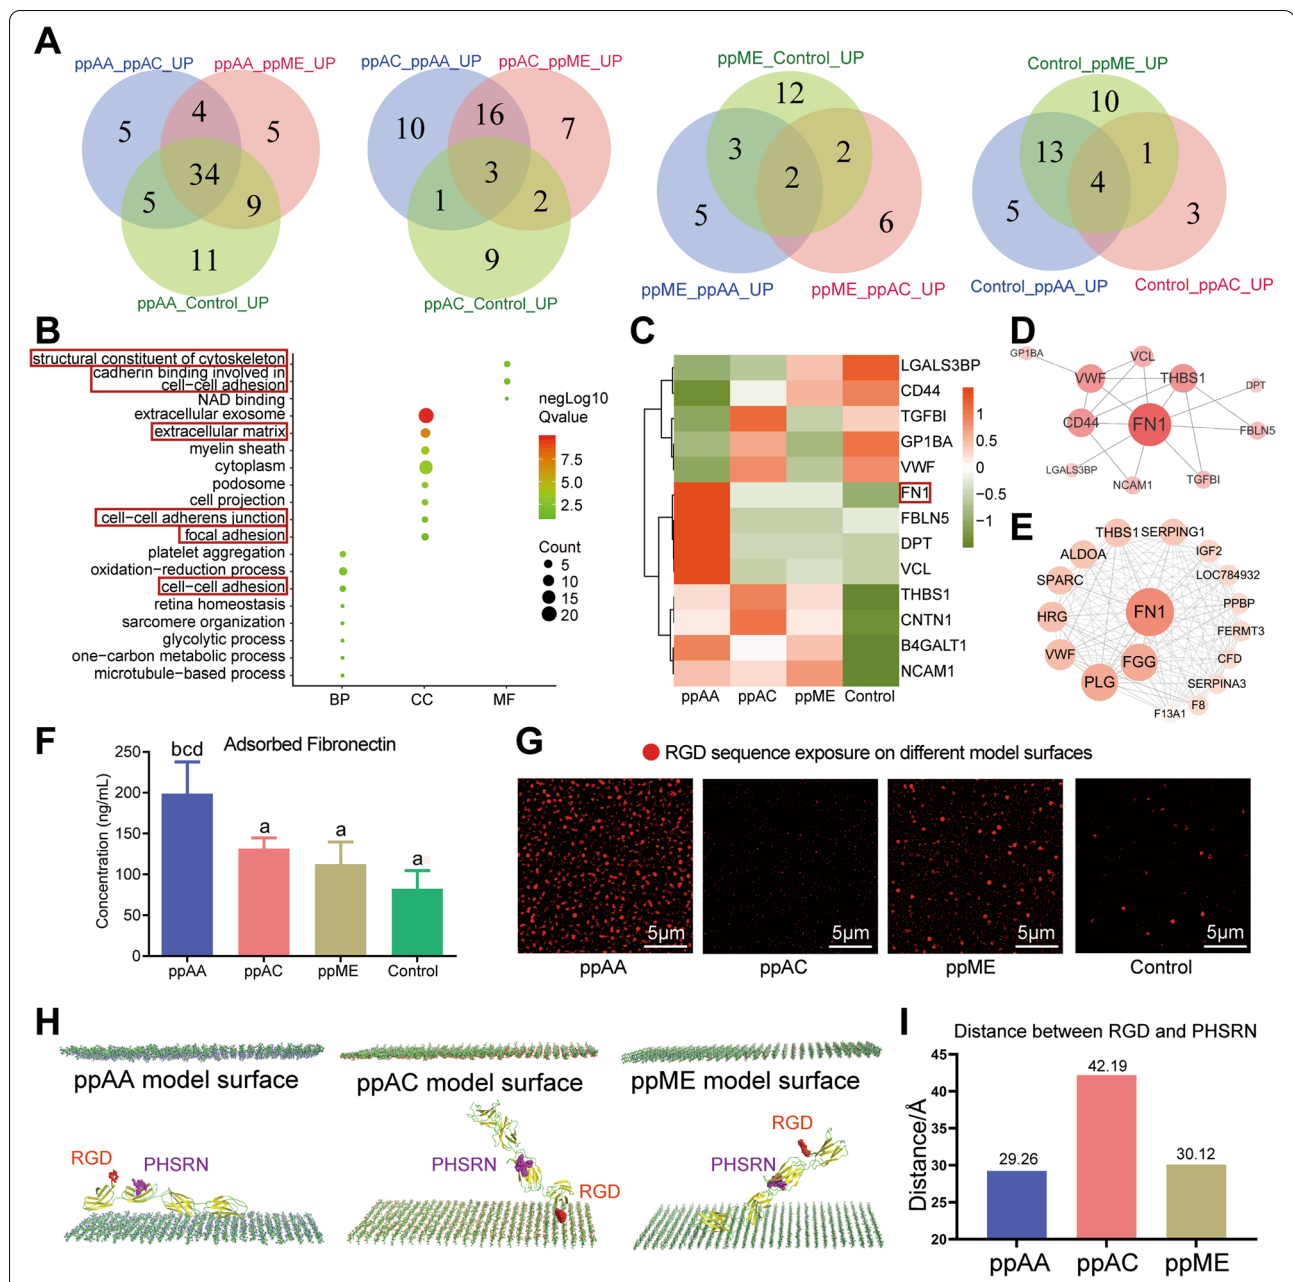 A
ppAA_ppAC_UP
ppAA_ppME_UP
5
4
5
34
5
9
11
ppAA_Control_UP
ppAC_ppAA_UP
ppAC_ppME_UP
10
16
7
3
1
2
9
ppAC_Control_UP
ppME_Control_UP
12
3
2
2
5
6
ppME_ppAA_UP
ppME_ppAC_UP
Control_ppME_UP
10
13
1
4
5
3
Control_ppAA_UP
Control_ppAC_UP
B
structural constituent of cytoskeleton
cadherin binding involved in
cell-cell adhesion
NAD binding
extracellular exosome
extracellular matrix
myelin sheath
cytoplasm
podosome
cell projection
cell-cell adherens junction
focal adhesion
platelet aggregation
oxidation-reduction process
cell-cell adhesion
retina homeostasis
sarcomere organization
glycolytic process
one-carbon metabolic process
microtubule-based process
BP
CC
MF
negLog10
Qvalue
7.5
5.0
2.5
Count
5
10
15
20
C
LGALS3BP
CD44
TGFBI
GP1BA
VWF
FN1
FBLN5
DPT
VCL
THBS1
CNTN1
B4GALT1
NCAM1
ppAA
ppAC
ppME
Control
1
0.5
0
−0.5
−1
D
GP1BA
VCL
VWF
THBS1
DPT
CD44
FN1
FBLN5
LGALS3BP
NCAM1
TGFBI
E
THBS1
SERPING1
ALDOA
IGF2
SPARC
LOC784932
HRG
FN1
PPBP
FERMT3
VWF
FGG
CFD
PLG
SERPINA3
F13A1
F8
F
Adsorbed Fibronectin
Concentration (ng/mL)
250
200
150
100
50
0
bcd
a
a
a
ppAA
ppAC
ppME
Control
G
RGD sequence exposure on different model surfaces
5μm
5μm
5μm
5μm
ppAA
ppAC
ppME
Control
H
ppAA model surface
ppAC model surface
ppME model surface
RGD
PHSRN
PHSRN
RGD
RGD
PHSRN
I
Distance between RGD and PHSRN
Distance/Å
45
40
35
30
25
20
29.26
42.19
30.12
ppAA
ppAC
ppME